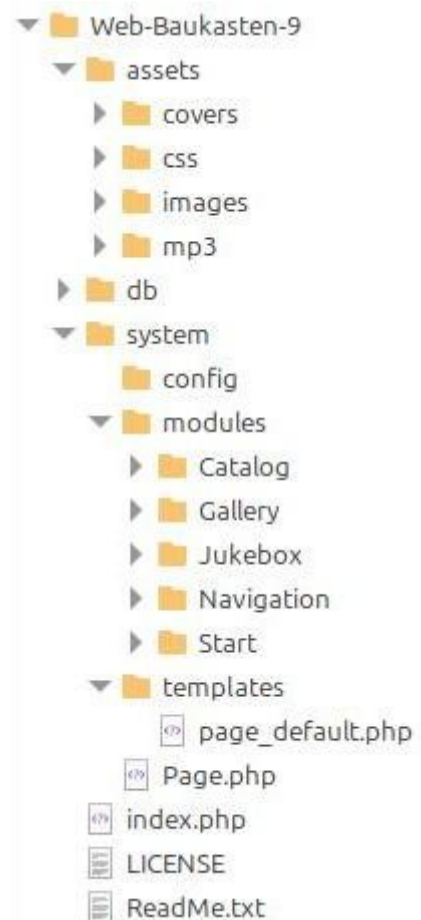 Web-Baukasten-9
assets
covers
css
images
mp3
db
system
config
modules
Catalog
Gallery
Jukebox
Navigation
Start
templates
page_default.php
Page.php
index.php
LICENSE
ReadMe.txt